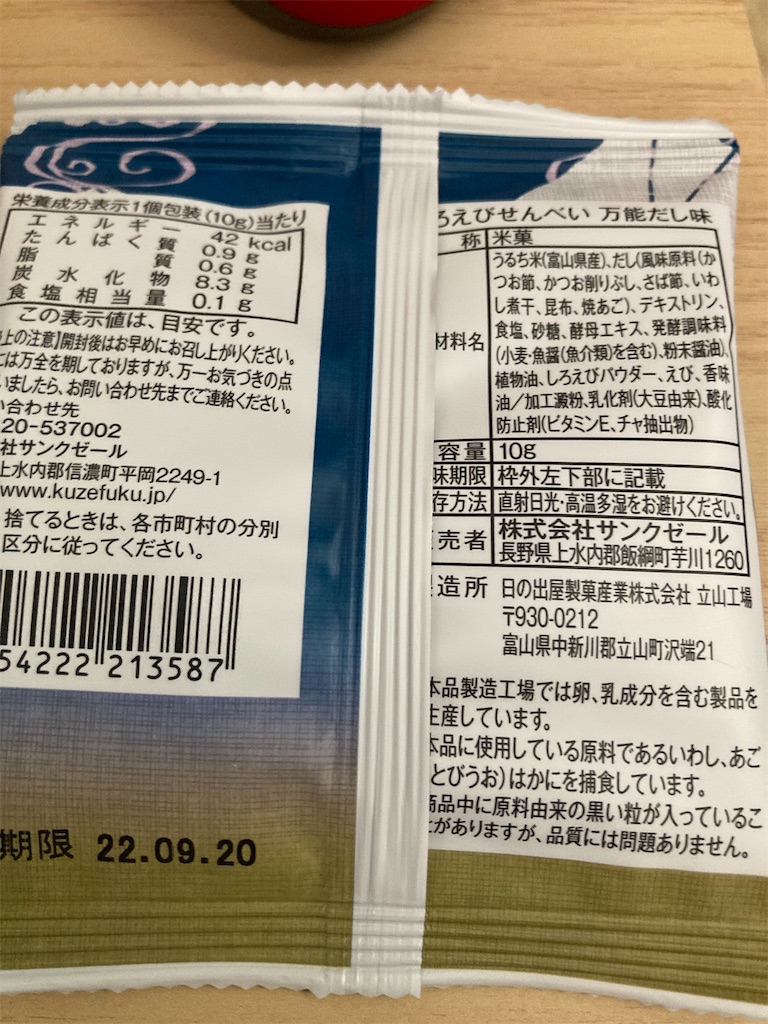 栄養成分表示1個包装(10g)当たり
エネルギー 42 kcal
たんぱく質 0.9 g
脂質 0.6 g
炭水化物 8.3 g
食塩相当量 0.1 g
この表示値は、目安です。
上の注意】開封後はお早めにお召し上がりください。
には万全を期しておりますが、万一お気づきの点
いましたら、お問い合わせ先までご連絡ください。
い合わせ先
20-537002
社サンクゼール
上水内郡信濃町平岡2249-1
www.kuzefuku.jp/
捨てるときは、各市町村の分別
区分に従ってください。
54222 213587
期限 22.09.20
ろえびせんべい 万能だし味
称 米菓
材料名 うるち米(富山県産)、だし(風味原料(か
つお節、かつお削りぶし、さば節、いわ
し煮干、昆布、焼あご)、デキストリン、
食塩、砂糖、酵母エキス、発酵調味料
(小麦・魚醤(魚介類)を含む)、粉末醤油)、
植物油、しろえびパウダー、えび、香味
油/加工澱粉、乳化剤(大豆由来)、酸化
防止剤(ビタミンE、チャ抽出物)
容量 10g
味期限 枠外左下部に記載
存方法 直射日光・高温多湿をお避けください。
売者 株式会社サンクゼール
長野県上水内郡飯綱町芋川1260
製造所 日の出屋製菓産業株式会社 立山工場
〒930-0212
富山県中新川郡立山町沢端21
本品製造工場では卵、乳成分を含む製品を
生産しています。
本品に使用している原料であるいわし、あご
(とびうお)はかにを捕食しています。
商品中に原料由来の黒い粒が入っているこ
とがありますが、品質には問題ありません。